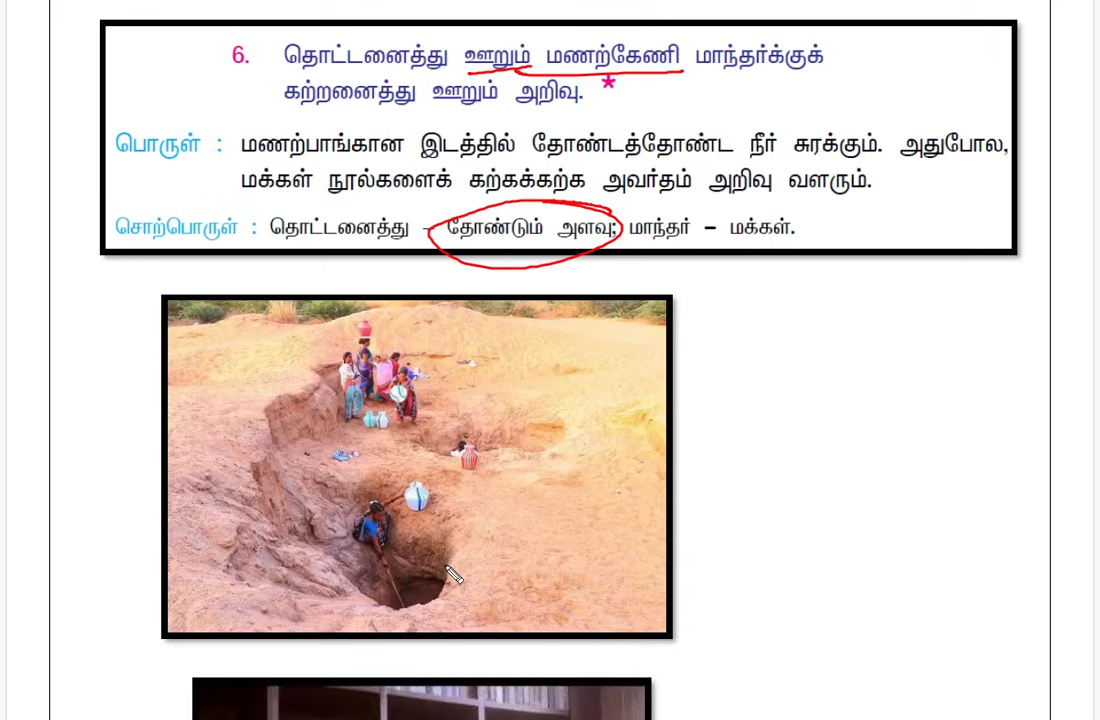 6. தொட்டனைத்து ஊறும் மணற்கேணி மாந்தர்க்குக்
கற்றனைத்து ஊறும் அறிவு. *
பொருள் : மணற்பாங்கான இடத்தில் தோண்டத்தோண்ட நீர் சுரக்கும். அதுபோல,
மக்கள் நூல்களைக் கற்கக்கற்க அவர்தம் அறிவு வளரும்.
சொற்பொருள் : தொட்டனைத்து – தோண்டும் அளவு; மாந்தர் – மக்கள்.